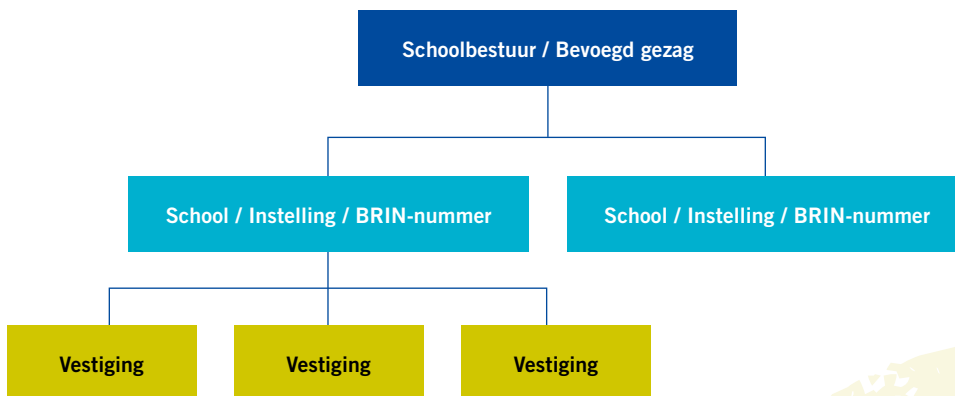 Schoolbestuur / Bevoegd gezag
School / Instelling / BRIN-nummer
School / Instelling / BRIN-nummer
Vestiging
Vestiging
Vestiging